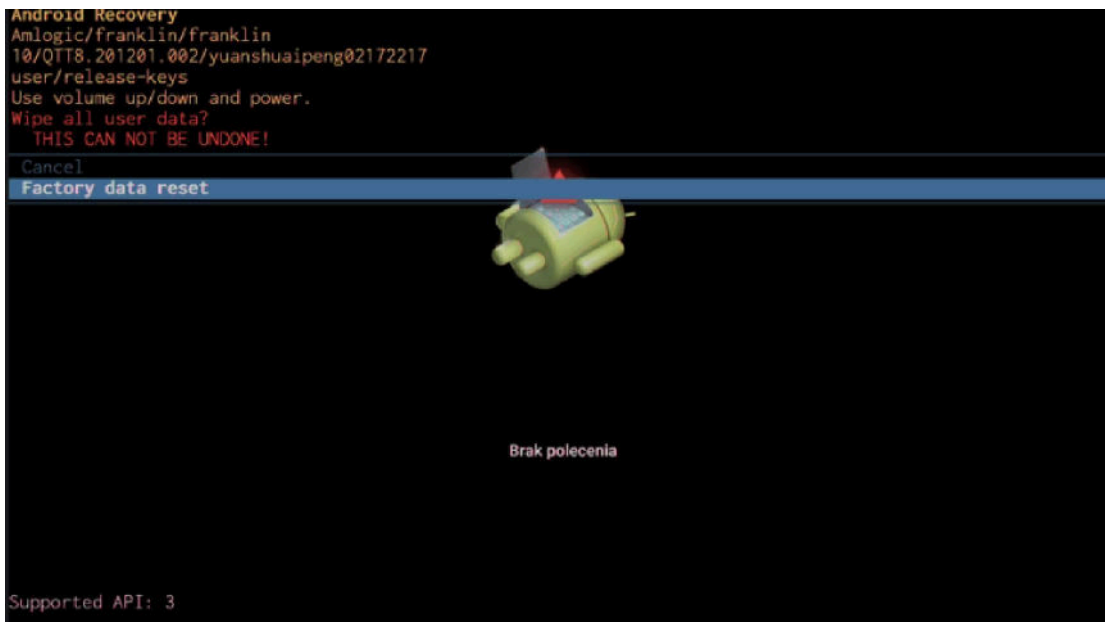 Android Recovery
Amlogic/franklin/franklin
10/QTT8.201201.002/yuanshuaipeng02172217
user/release-keys
Use volume up/down and power.
Wipe all user data?
THIS CAN NOT BE UNDONE!
Cancel
Factory data reset
Brak polecenia
Supported API: 3